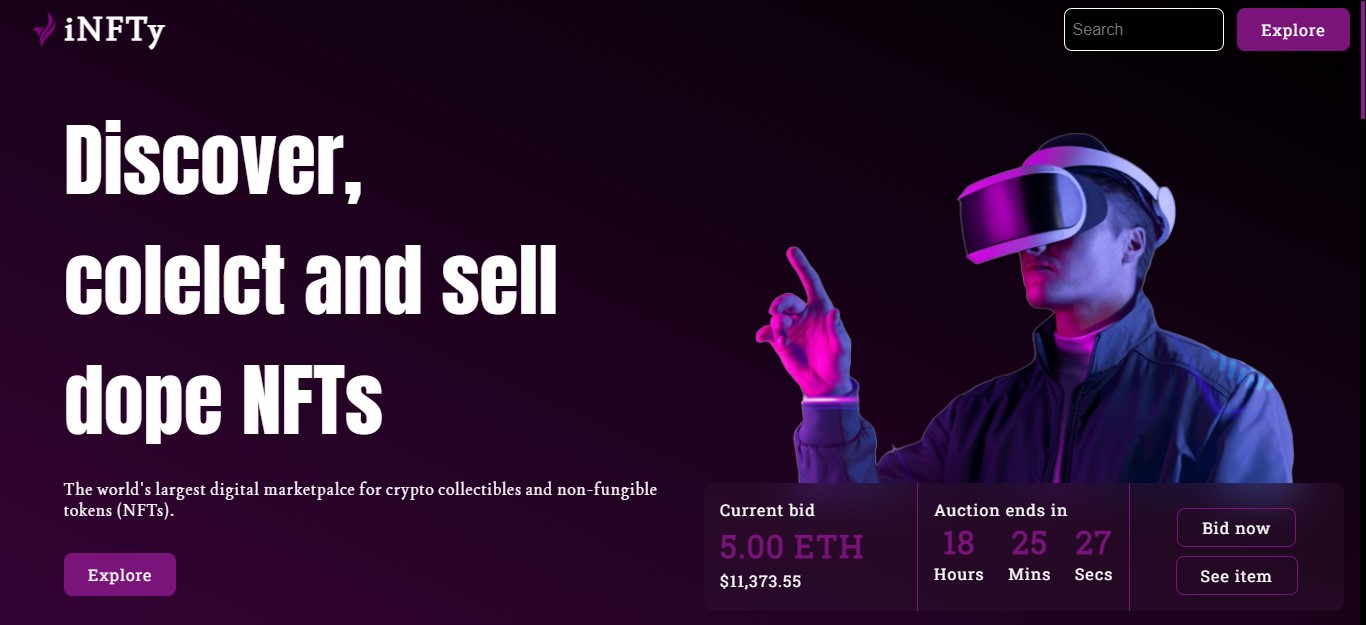 iNFTy
Search
Explore
Discover,
colelct and sell
dope NFTs
The world's largest digital marketpalce for crypto collectibles and non-fungible
tokens (NFTs).
Explore
Current bid
5.00 ETH
$11,373.55
Auction ends in
18 25 27
Hours Mins Secs
Bid now
See item